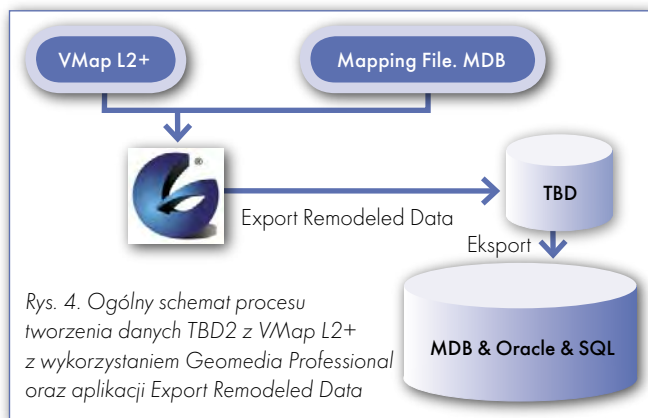 VMap L2+
Mapping File. MDB
®
Export Remodeled Data
TBD
Eksport
MDB & Oracle & SQL
Rys. 4. Ogólny schemat procesu
tworzenia danych TBD2 z VMap L2+
z wykorzystaniem Geomedia Professional
oraz aplikacji Export Remodeled Data